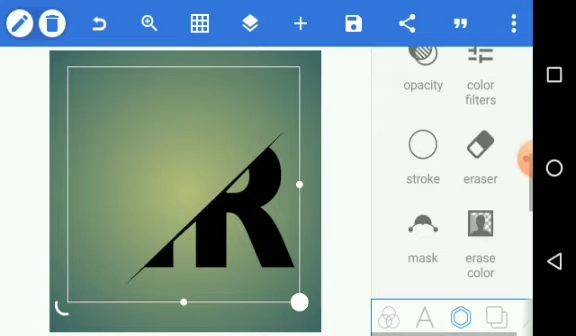 opacity
color
filters
stroke
eraser
mask
erase
color
R